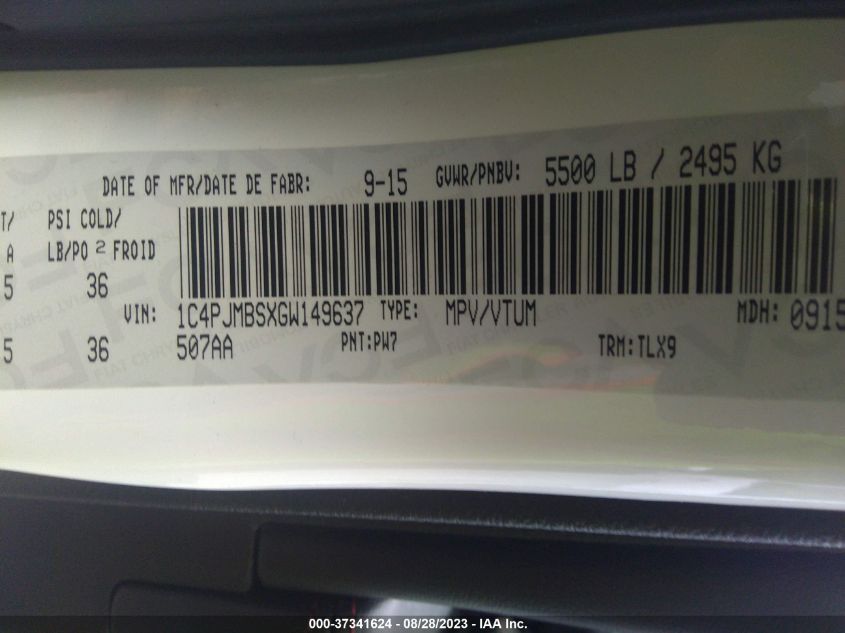 DATE OF MFR/DATE DE FABR: 9-15 GVWR/PNBV: 5500 LB / 2495 KG
T/ PSI COLD/
A LB/PO 2 FROID
5 36
VIN: 1C4PJMBSXGW149637 TYPE: MPV/VTUM MDH: 0915
5 36 507AA PNT:PW7 TRM:TLX9
000-37341624 - 08/28/2023 - IAA Inc.